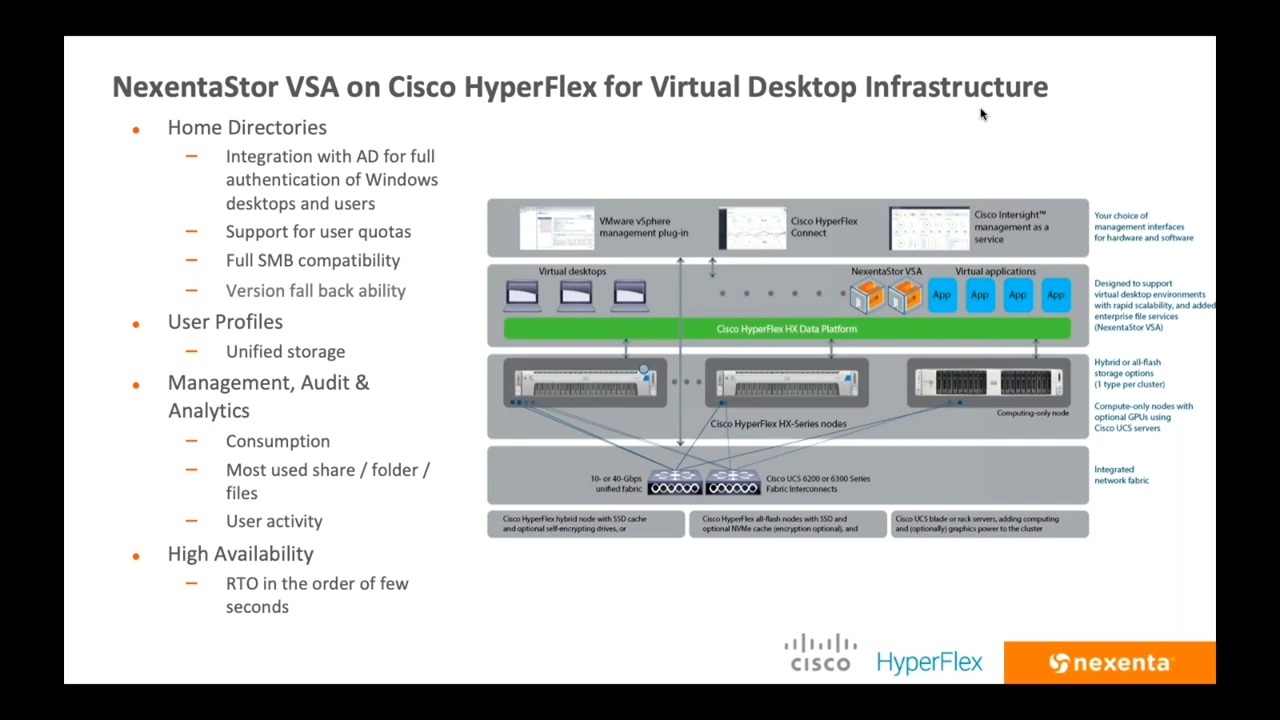 NexentaStor VSA on Cisco HyperFlex for Virtual Desktop Infrastructure
• Home Directories
– Integration with AD for full
authentication of Windows
desktops and users
– Support for user quotas
– Full SMB compatibility
– Version fall back ability
• User Profiles
– Unified storage
• Management, Audit &
Analytics
– Consumption
– Most used share / folder /
files
– User activity
• High Availability
– RTO in the order of few
seconds
VMware vSphere
management plug-in
Cisco HyperFlex
Connect
Cisco Intersight™
management as a
service
Your choice of
management interfaces
for hardware and software
Virtual desktops
NexentaStor VSA
Virtual applications
App
App
App
App
Cisco HyperFlex HX Data Platform
Designed to support
virtual desktop environments
with rapid scalability, and added
enterprise file services
(NexentaStor VSA)
Computing-only node
Cisco HyperFlex HX-Series nodes
Hybrid or all-flash
storage options
(1 type per cluster)
Compute-only nodes with
optional GPUs using
Cisco UCS servers
10- or 40-Gbps
unified fabric
Cisco UCS 6200 or 6300 Series
Fabric Interconnects
Integrated
network fabric
Cisco HyperFlex hybrid node with SSD cache
and optional self-encrypting drives, or
Cisco HyperFlex all-flash nodes with SSD and
optional NVMe cache (encryption optional), and
Cisco UCS blade or rack servers, adding computing
and (optionally) graphics power to the cluster
CISCO
HyperFlex
nexenta